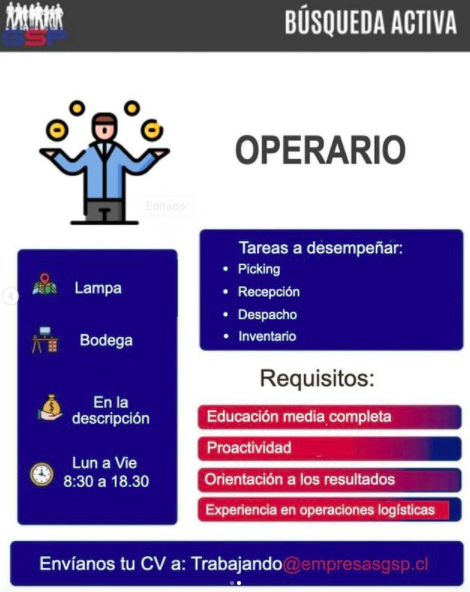 GSP
BÚSQUEDA ACTIVA
OPERARIO
Editado
Lampa
Bodega
En la
descripción
Lun a Vie
8:30 a 18.30
Tareas a desempeñar:
• Picking
• Recepción
• Despacho
• Inventario
Requisitos:
Educación media completa
Proactividad
Orientación a los resultados
Experiencia en operaciones logísticas
Envíanos tu CV a: Trabajando@empresasgsp.cl